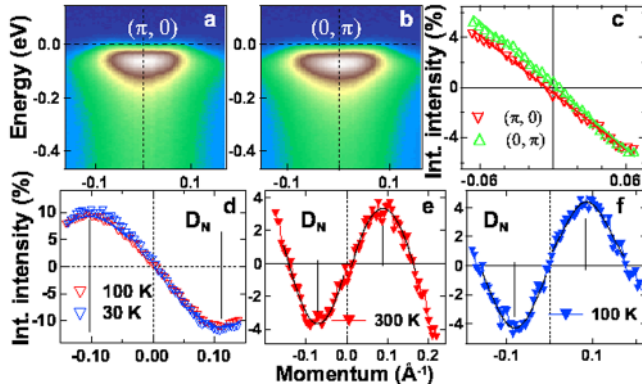 a
(π, 0)
b
(0, π)
c
Energy (eV)
0.0
-0.2
-0.4
-0.1
0.0
0.1
-0.1
0.0
0.1
Int. intensity (%)
4
0
-4
(π, 0)
(0, π)
-0.06
0.06
d
D_N
Int. intensity (%)
10
5
0
-5
-10
100 K
30 K
-0.10
0.00
0.10
e
D_N
4
2
0
-2
-4
300 K
-0.1
0.0
0.1
0.2
f
D_N
4
2
0
-2
-4
100 K
-0.1
0.1
Momentum (Å⁻¹)